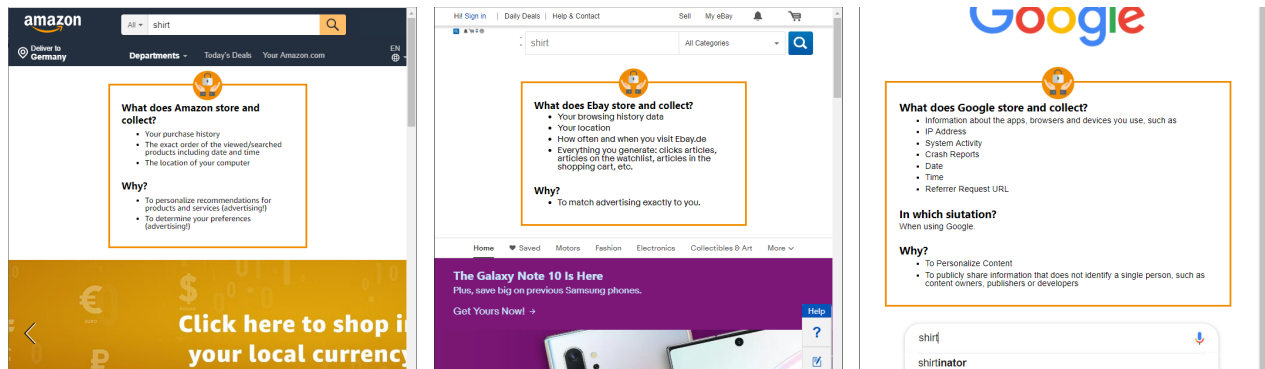 amazon
All
shirt
Deliver to
Germany
Departments
Today's Deals
Your Amazon.com
EN
What does Amazon store and
collect?
• Your purchase history
• The exact order of the viewed/searched
products including date and time
• The location of your computer
Why?
• To personalize recommendations for
products and services (advertising!)
• To determine your preferences
(advertising!)
€
$
Click here to shop i
your local currency
Hi! Sign in | Daily Deals | Help & Contact
Sell
My eBay
shirt
All Categories
What does Ebay store and collect?
• Your browsing history data
• Your location
• How often and when you visit Ebay.de
• Everything you generate: clicks articles,
articles on the watchlist, articles in the
shopping cart, etc.
Why?
• To match advertising exactly to you.
Home
Saved
Motors
Fashion
Electronics
Collectibles & Art
More
The Galaxy Note 10 Is Here
Plus, save big on previous Samsung phones.
Get Yours Now! →
Help
?
Google
What does Google store and collect?
• Information about the apps, browsers and devices you use, such as
• IP Address
• System Activity
• Crash Reports
• Date
• Time
• Referrer Request URL
In which siutation?
When using Google.
Why?
• To Personalize Content
• To publicly share information that does not identify a single person, such as
content owners, publishers or developers
shirt
shirtinator